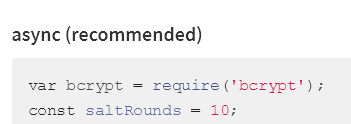 async (recommended)
var bcrypt = require('bcrypt');
const saltRounds = 10;